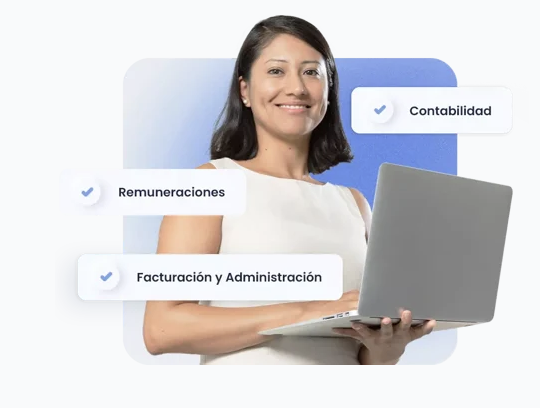 Contabilidad
Remuneraciones
Facturación y Administración